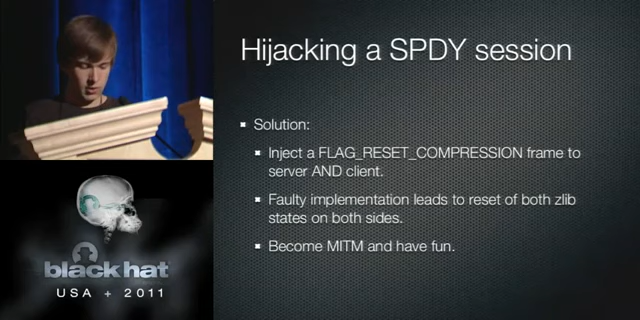 Hijacking a SPDY session
Solution:
Inject a FLAG_RESET_COMPRESSION frame to
server AND client.
Faulty implementation leads to reset of both zlib
states on both sides.
Become MITM and have fun.
black hat
USA + 2011